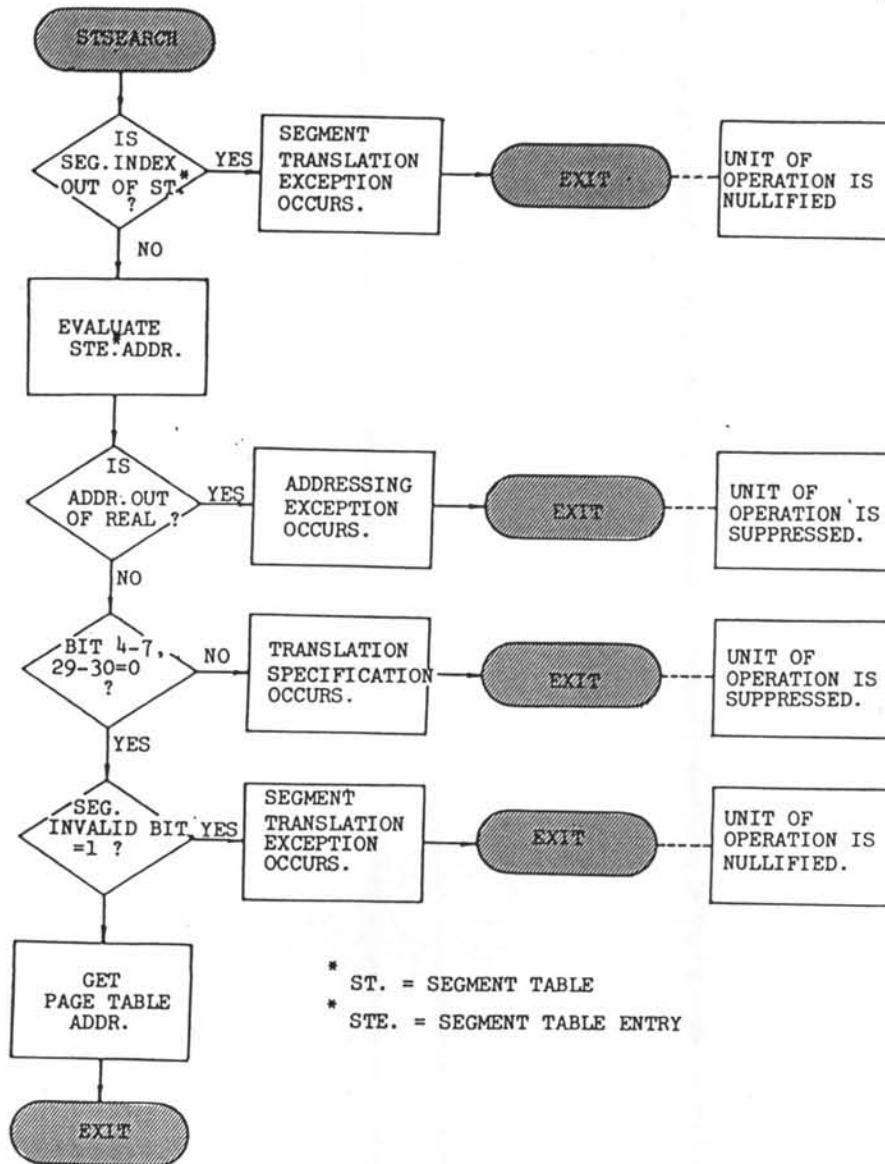 STSEARCH
IS
SEG.INDEX
OUT OF ST.*
?
YES
SEGMENT
TRANSLATION
EXCEPTION
OCCURS.
EXIT
UNIT OF
OPERATION IS
NULLIFIED
NO
EVALUATE
STE.*ADDR.
IS
ADDR.OUT
OF REAL ?
YES
ADDRESSING
EXCEPTION
OCCURS.
EXIT
UNIT OF
OPERATION IS
SUPPRESSED.
NO
BIT 4-7,
29-30=0
?
NO
TRANSLATION
SPECIFICATION
OCCURS.
EXIT
UNIT OF
OPERATION IS
SUPPRESSED.
YES
SEG.
INVALID BIT
=1 ?
YES
SEGMENT
TRANSLATION
EXCEPTION
OCCURS.
EXIT
UNIT OF
OPERATION IS
NULLIFIED.
GET
PAGE TABLE
ADDR.
* ST. = SEGMENT TABLE
* STE. = SEGMENT TABLE ENTRY
EXIT